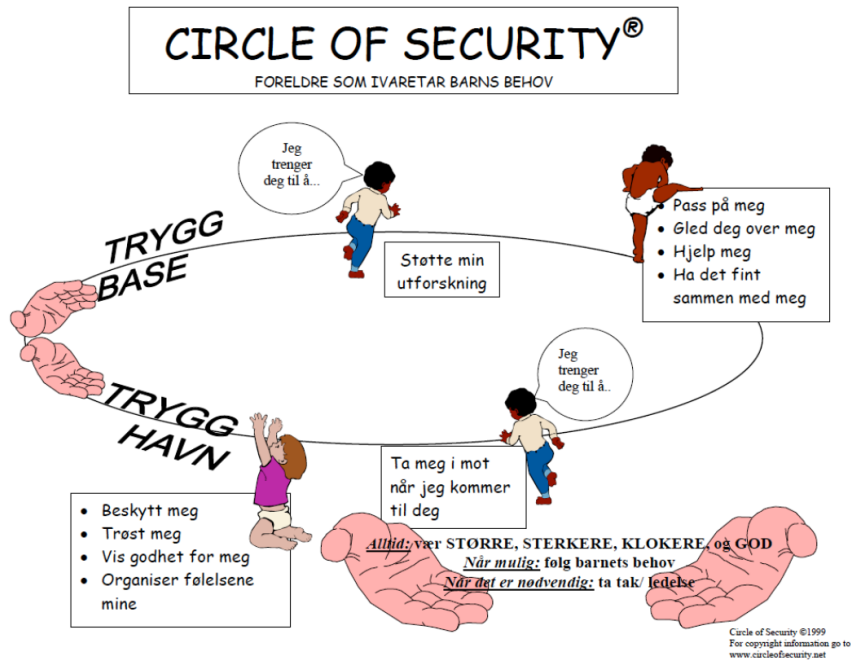 CIRCLE OF SECURITY®
FORELDRE SOM IVARETAR BARNS BEHOV
Jeg
trenger
deg til å...
TRYGG
BASE
Støtte min
utforskning
• Pass på meg
• Gled deg over meg
• Hjelp meg
• Ha det fint
sammen med meg
Jeg
trenger
deg til å..
TRYGG
HAVN
Ta meg i mot
når jeg kommer
til deg
• Beskytt meg
• Trøst meg
• Vis godhet for meg
• Organiser følelsene
mine
Alltid: vær STØRRE, STERKERE, KLOKERE, og GOD
Når mulig: følg barnets behov
Når det er nødvendig: ta tak/ ledelse
Circle of Security ©1999
For copyright information go to
www.circleofsecurity.net